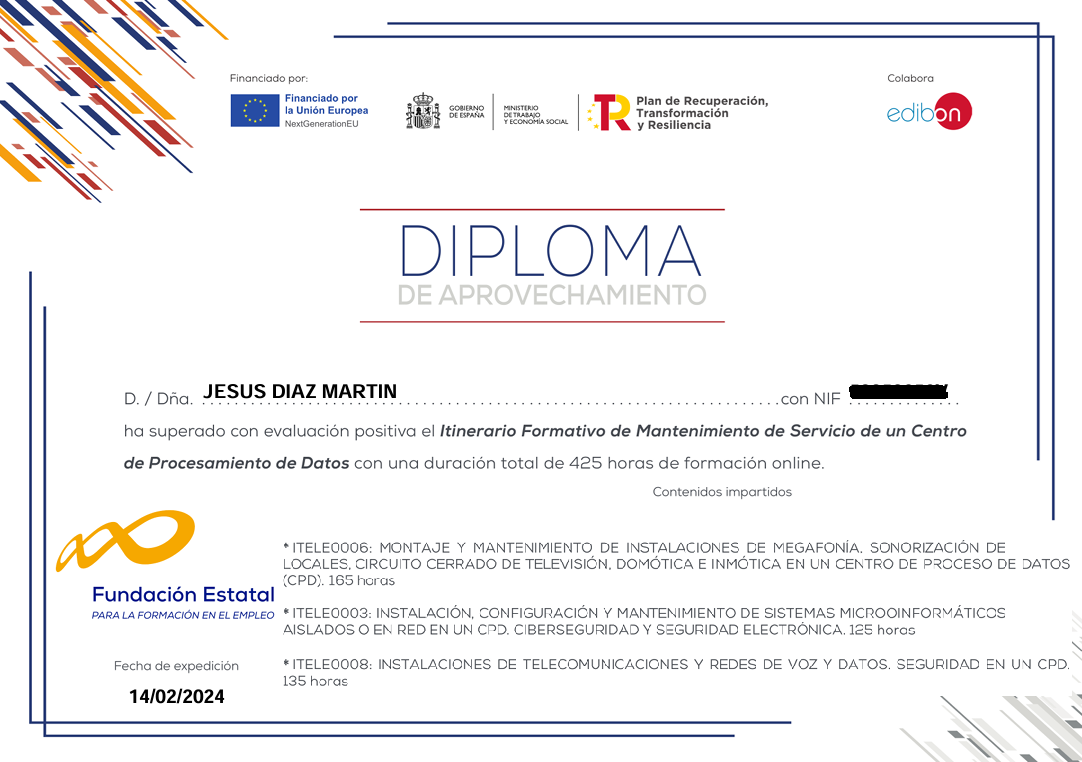 Financiado por:
Colabora
Financiado por
la Unión Europea
NextGenerationEU
GOBIERNO
DE ESPAÑA
MINISTERIO
DE TRABAJO
Y ECONOMÍA SOCIAL
TR
Plan de Recuperación,
Transformación
y Resiliencia
edibon
DIPLOMA
DE APROVECHAMIENTO
D. / Dña. JESUS DIAZ MARTIN con NIF
ha superado con evaluación positiva el Itinerario Formativo de Mantenimiento de Servicio de un Centro
de Procesamiento de Datos con una duración total de 425 horas de formación online.
Contenidos impartidos
* ITELE0006: MONTAJE Y MANTENIMIENTO DE INSTALACIONES DE MEGAFONÍA. SONORIZACIÓN DE
LOCALES, CIRCUITO CERRADO DE TELEVISIÓN, DOMÓTICA E INMÓTICA EN UN CENTRO DE PROCESO DE DATOS
(CPD). 165 horas
* ITELE0003: INSTALACIÓN, CONFIGURACIÓN Y MANTENIMIENTO DE SISTEMAS MICROOINFORMÁTICOS
AISLADOS O EN RED EN UN CPD. CIBERSEGURIDAD Y SEGURIDAD ELECTRÓNICA. 125 horas
* ITELE0008: INSTALACIONES DE TELECOMUNICACIONES Y REDES DE VOZ Y DATOS. SEGURIDAD EN UN CPD.
135 horas
Fundación Estatal
PARA LA FORMACIÓN EN EL EMPLEO
Fecha de expedición
14/02/2024